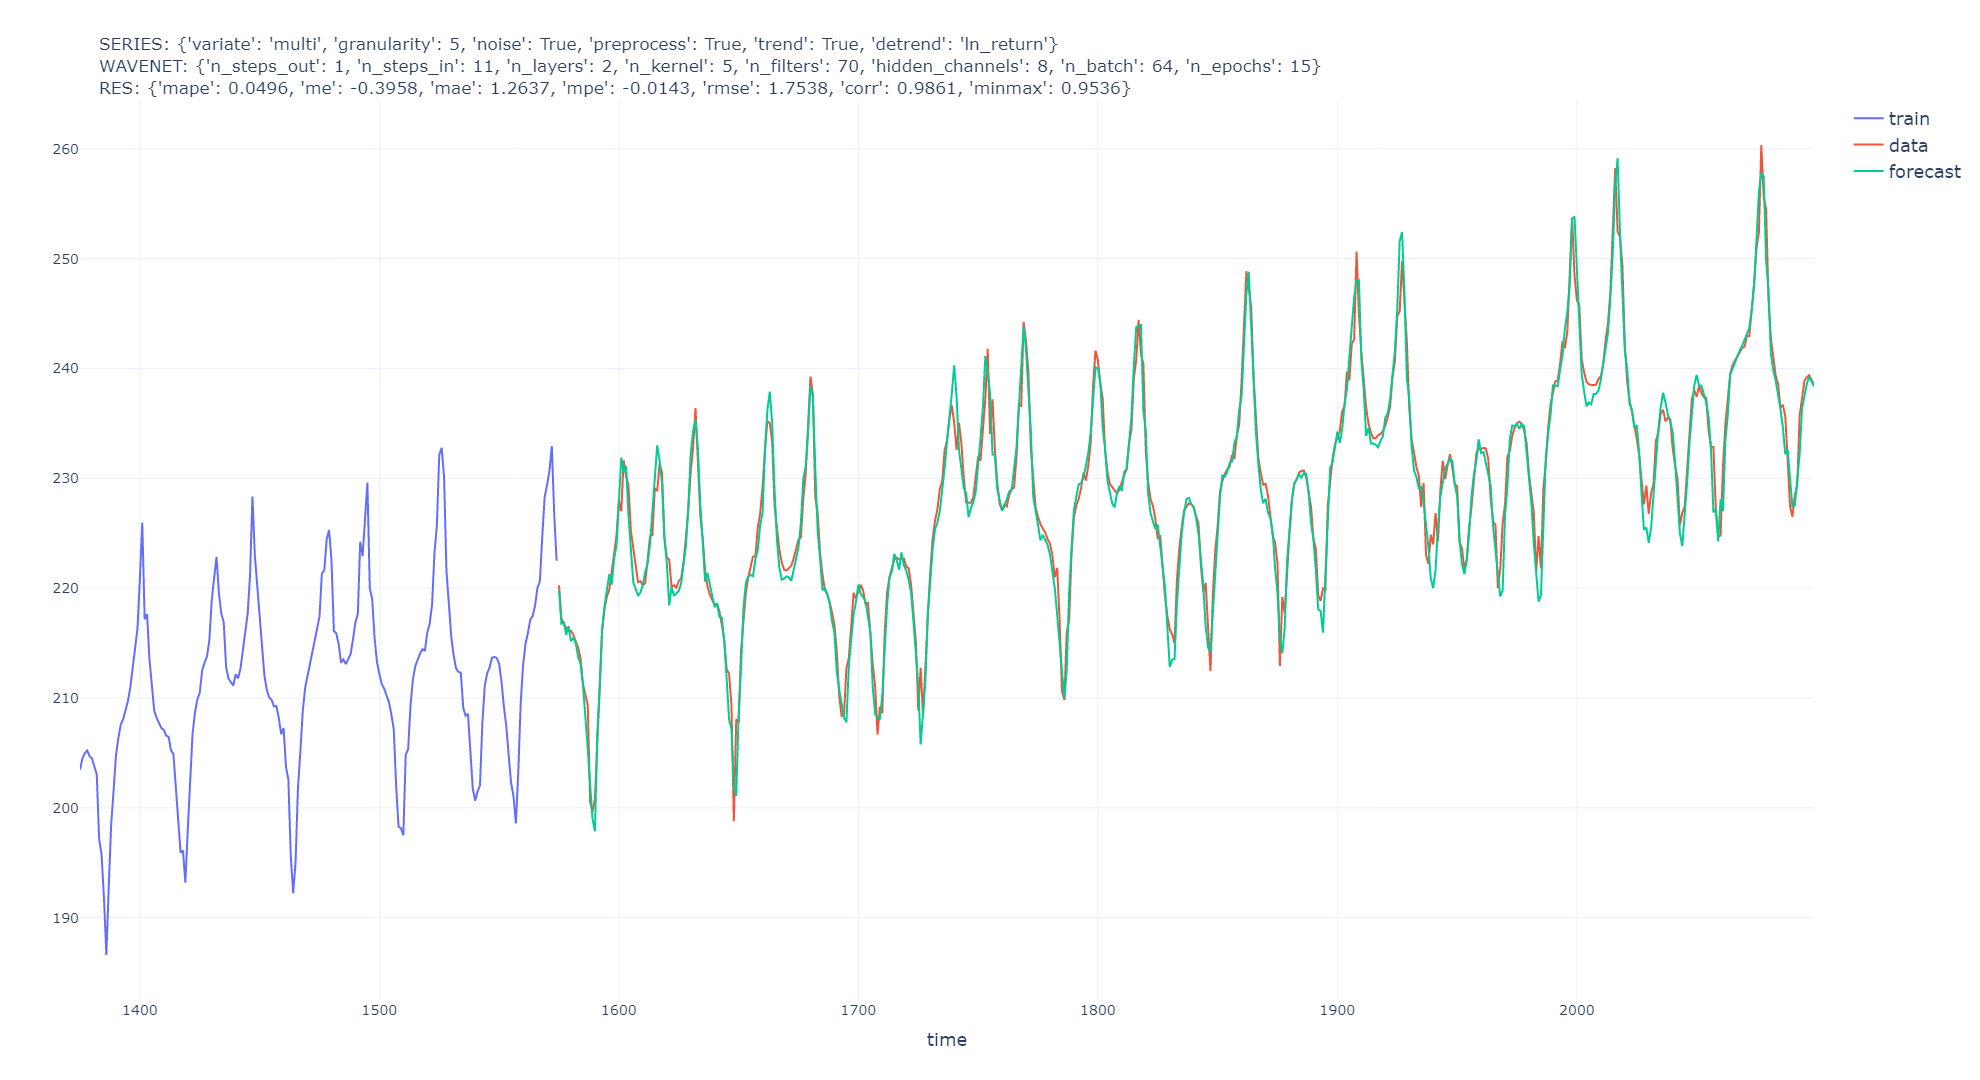 SERIES: {'variate': 'multi', 'granularity': 5, 'noise': True, 'preprocess': True, 'trend': True, 'detrend': 'ln_return'}
WAVENET: {'n_steps_out': 1, 'n_steps_in': 11, 'n_layers': 2, 'n_kernel': 5, 'n_filters': 70, 'hidden_channels': 8, 'n_batch': 64, 'n_epochs': 15}
RES: {'mape': 0.0496, 'me': -0.3958, 'mae': 1.2637, 'mpe': -0.0143, 'rmse': 1.7538, 'corr': 0.9861, 'minmax': 0.9536}
train
data
forecast
260
250
240
230
220
210
200
190
1400 1500 1600 1700 1800 1900 2000
time